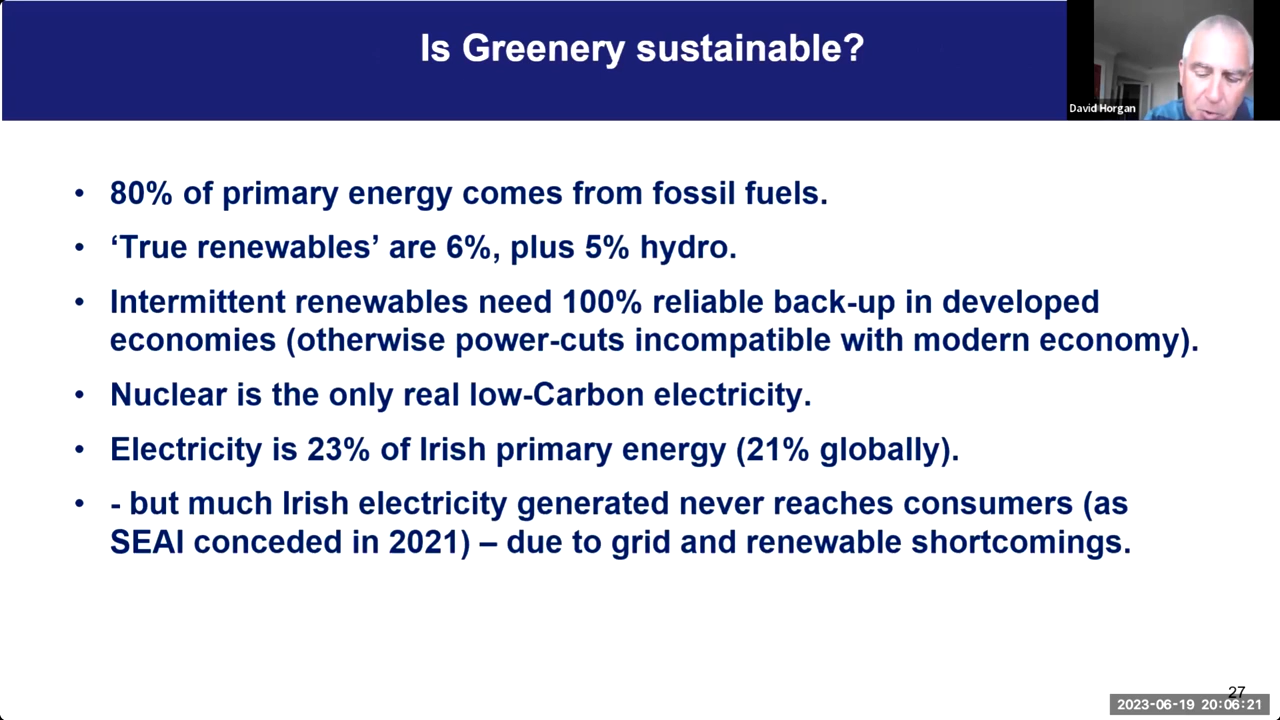 Is Greenery sustainable?
David Horgan
• 80% of primary energy comes from fossil fuels.
• ‘True renewables’ are 6%, plus 5% hydro.
• Intermittent renewables need 100% reliable back-up in developed
economies (otherwise power-cuts incompatible with modern economy).
• Nuclear is the only real low-Carbon electricity.
• Electricity is 23% of Irish primary energy (21% globally).
• - but much Irish electricity generated never reaches consumers (as
SEAI conceded in 2021) – due to grid and renewable shortcomings.
27
2023-06-19 20:06:21